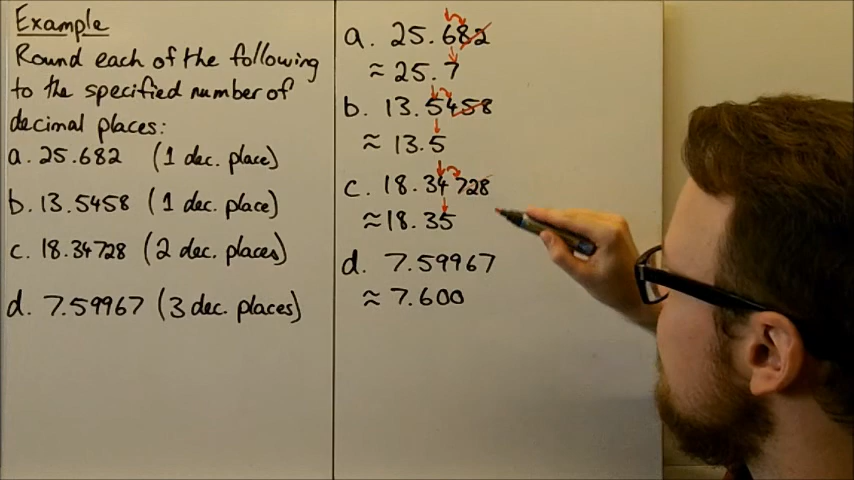 Example
Round each of the following
to the specified number of
decimal places:
a. 25.682 (1 dec. place)
b. 13.5458 (1 dec. place)
c. 18.34728 (2 dec. places)
d. 7.59967 (3 dec. places)
a. 25.682
≈ 25.7
b. 13.5458
≈ 13.5
c. 18.34728
≈ 18.35
d. 7.59967
≈ 7.600